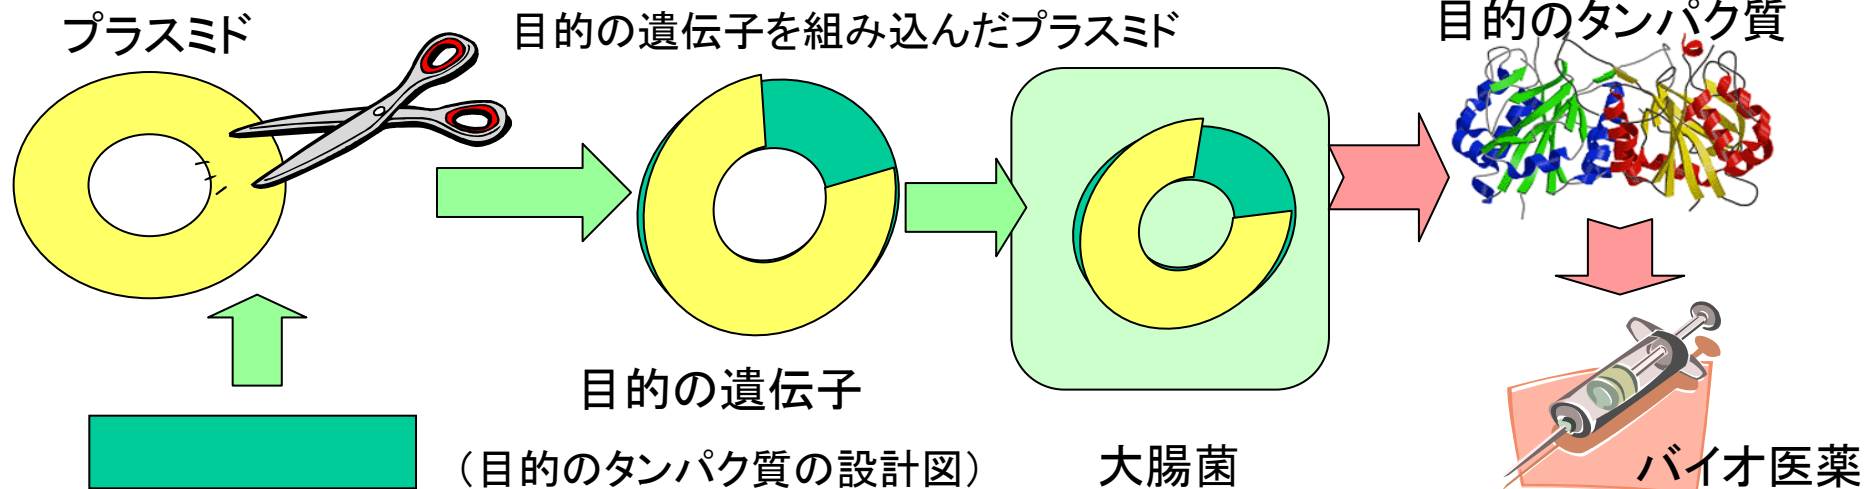 プラスミド
目的の遺伝子を組み込んだプラスミド
目的のタンパク質
目的の遺伝子
（目的のタンパク質の設計図）
大腸菌
バイオ医薬